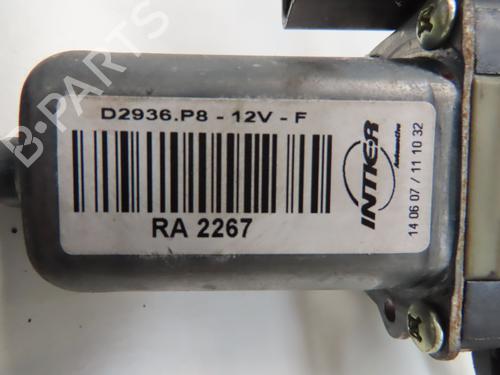 D2936.P8 - 12V - F
RA 2267
INTIER
Automotive
14 06 07 / 11 10 32
B-PARTS